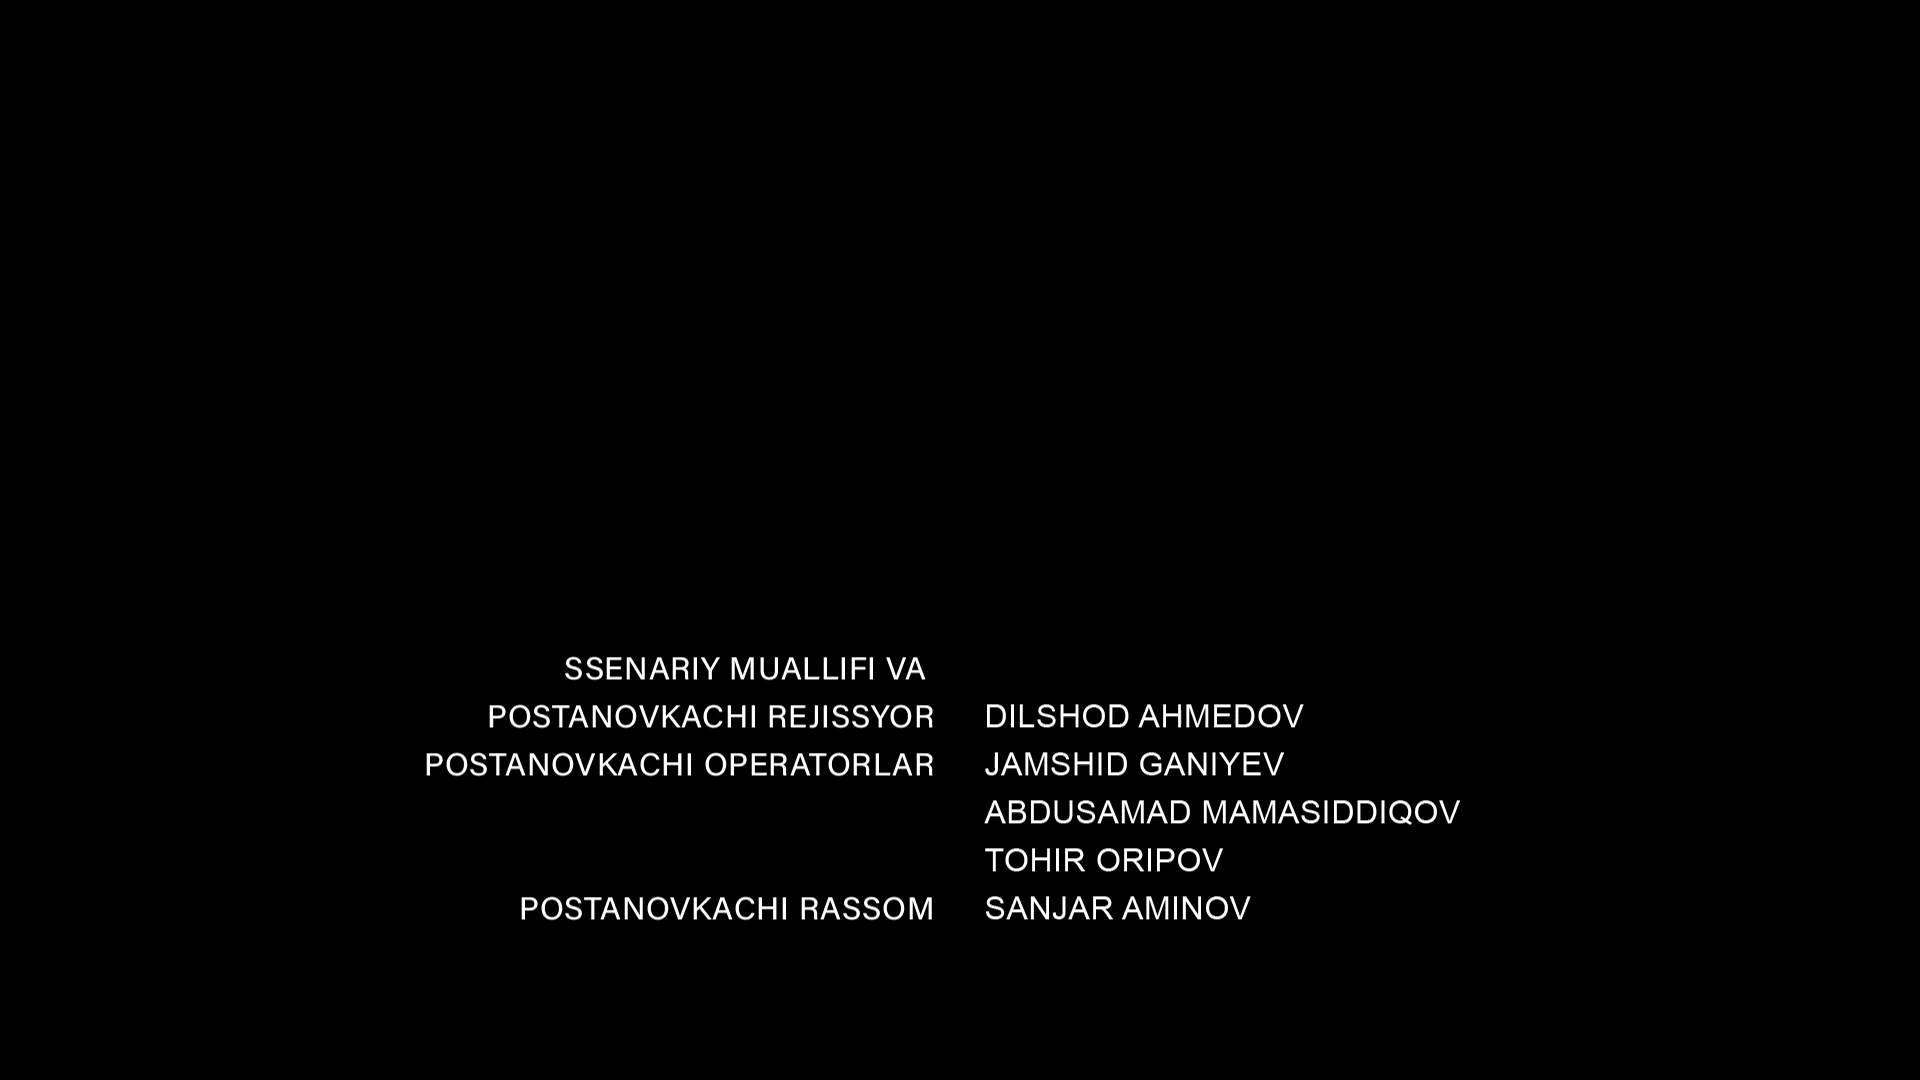 SSENARIY MUALLIFI VA
POSTANOVKACHI REJISSYOR DILSHOD AHMEDOV
POSTANOVKACHI OPERATORLAR JAMSHID GANIYEV
ABDUSAMAD MAMASIDDIQOV
TOHIR ORIPOV
POSTANOVKACHI RASSOM SANJAR AMINOV